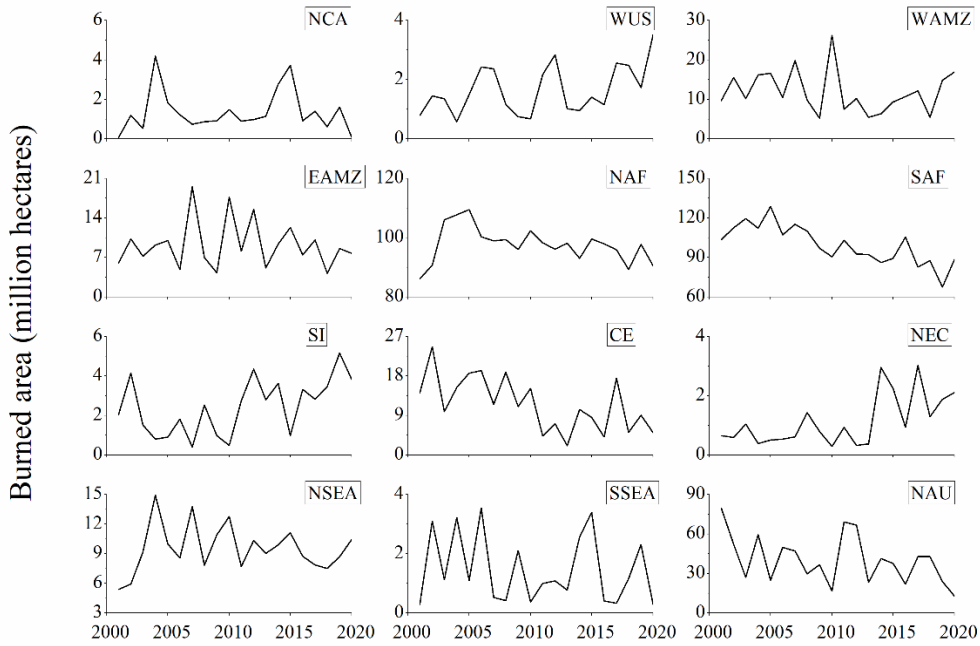 Burned area (million hectares)
6 NCA 4 WUS 30 WAMZ
4 20
2 2 10
0 0 0
21 EAMZ 120 NAF 150 SAF
14 120
7 100 90
0 80 60
6 SI 27 CE 4 NEC
4 18
2 9 2
0 0 0
15 NSEA 4 SSEA 90 NAU
12
9 2 60
6 30
3 0 0
2000 2005 2010 2015 2020 2000 2005 2010 2015 2020 2000 2005 2010 2015 2020